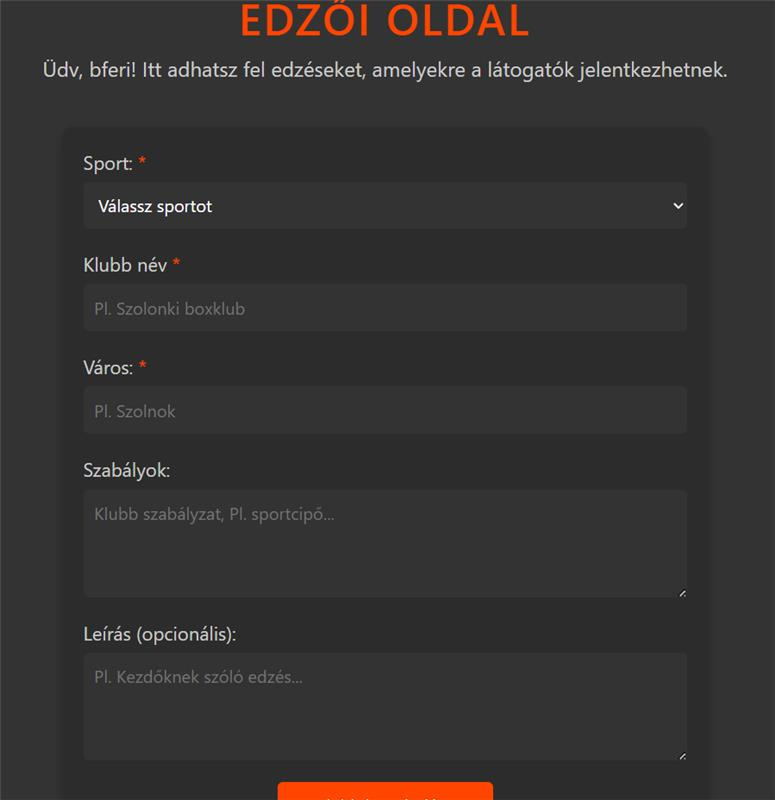 EDZŐI OLDAL
Üdv, bferi! Itt adhatsz fel edzéseket, amelyekre a látogatók jelentkezhetnek.
Sport: *
Válassz sportot
Klubb név *
Pl. Szolonki boxklub
Város: *
Pl. Szolnok
Szabályok:
Klubb szabályzat, Pl. sportcipő...
Leírás (opcionális):
Pl. Kezdőknek szóló edzés...